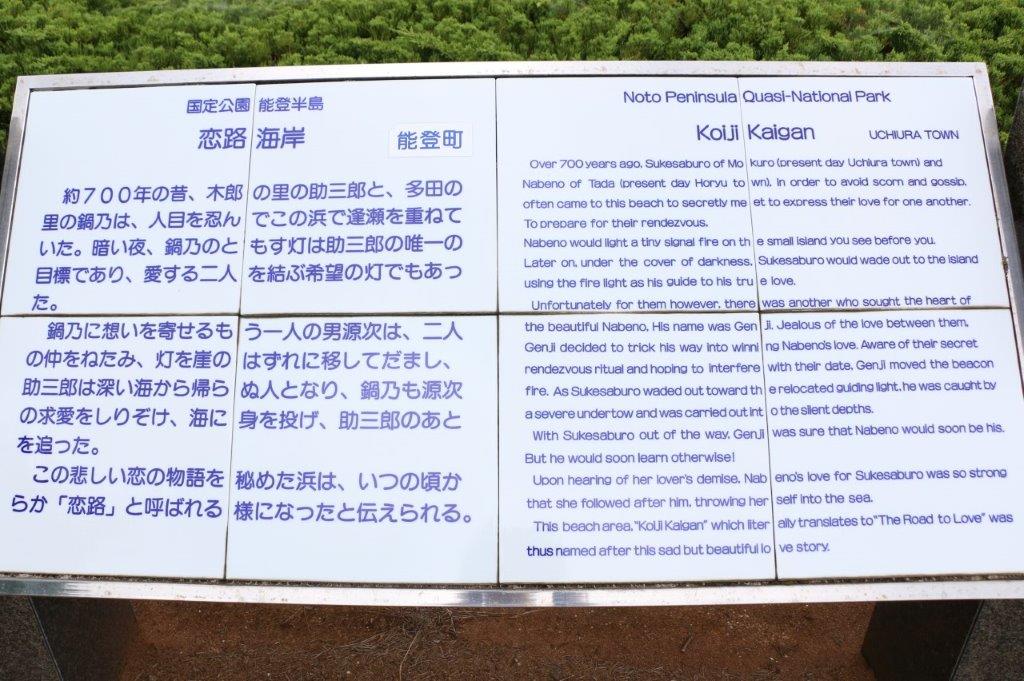 国定公園 能登半島
恋路 海岸 能登町
約700年の昔、木郎の里の助三郎と、多田の
里の鍋乃は、人目を忍んでこの浜で逢瀬を重ねて
いた。暗い夜、鍋乃のともす灯は助三郎の唯一の
目標であり、愛する二人を結ぶ希望の灯でもあっ
た。
鍋乃に想いを寄せるもう一人の男源次は、二人
の仲をねたみ、灯を崖のはずれに移してだまし、
助三郎は深い海から帰らぬ人となり、鍋乃も源次
の求愛をしりぞけ、海に身を投げ、助三郎のあと
を追った。
この悲しい恋の物語を秘めた浜は、いつの頃か
らか「恋路」と呼ばれる様になったと伝えられる。
Noto Peninsula Quasi-National Park
Koiji Kaigan UCHIURA TOWN
Over 700 years ago, Sukesaburo of Mokuro (present day Uchiura town) and
Nabeno of Tada (present day Horyu town), in order to avoid scorn and gossip,
often came to this beach to secretly meet to express their love for one another.
To prepare for their rendezvous.
Nabeno would light a tiny signal fire on the small island you see before you.
Later on, under the cover of darkness, Sukesaburo would wade out to the island
using the fire light as his guide to his true love.
Unfortunately for them however, there was another who sought the heart of
the beautiful Nabeno. His name was Genji. Jealous of the love between them,
Genji decided to trick his way into winning Nabeno's love. Aware of their secret
rendezvous ritual and hoping to interfere with their date, Genji moved the beacon
fire. As Sukesaburo waded out toward the relocated guiding light, he was caught by
a severe undertow and was carried out into the silent depths.
With Sukesaburo out of the way, Genji was sure that Nabeno would soon be his.
But he would soon learn otherwise!
Upon hearing of her lover's demise, Nabeno's love for Sukesaburo was so strong
that she followed after him, throwing herself into the sea.
This beach area, "Koiji Kaigan" which literally translates to "The Road to Love" was
thus named after this sad but beautiful love story.